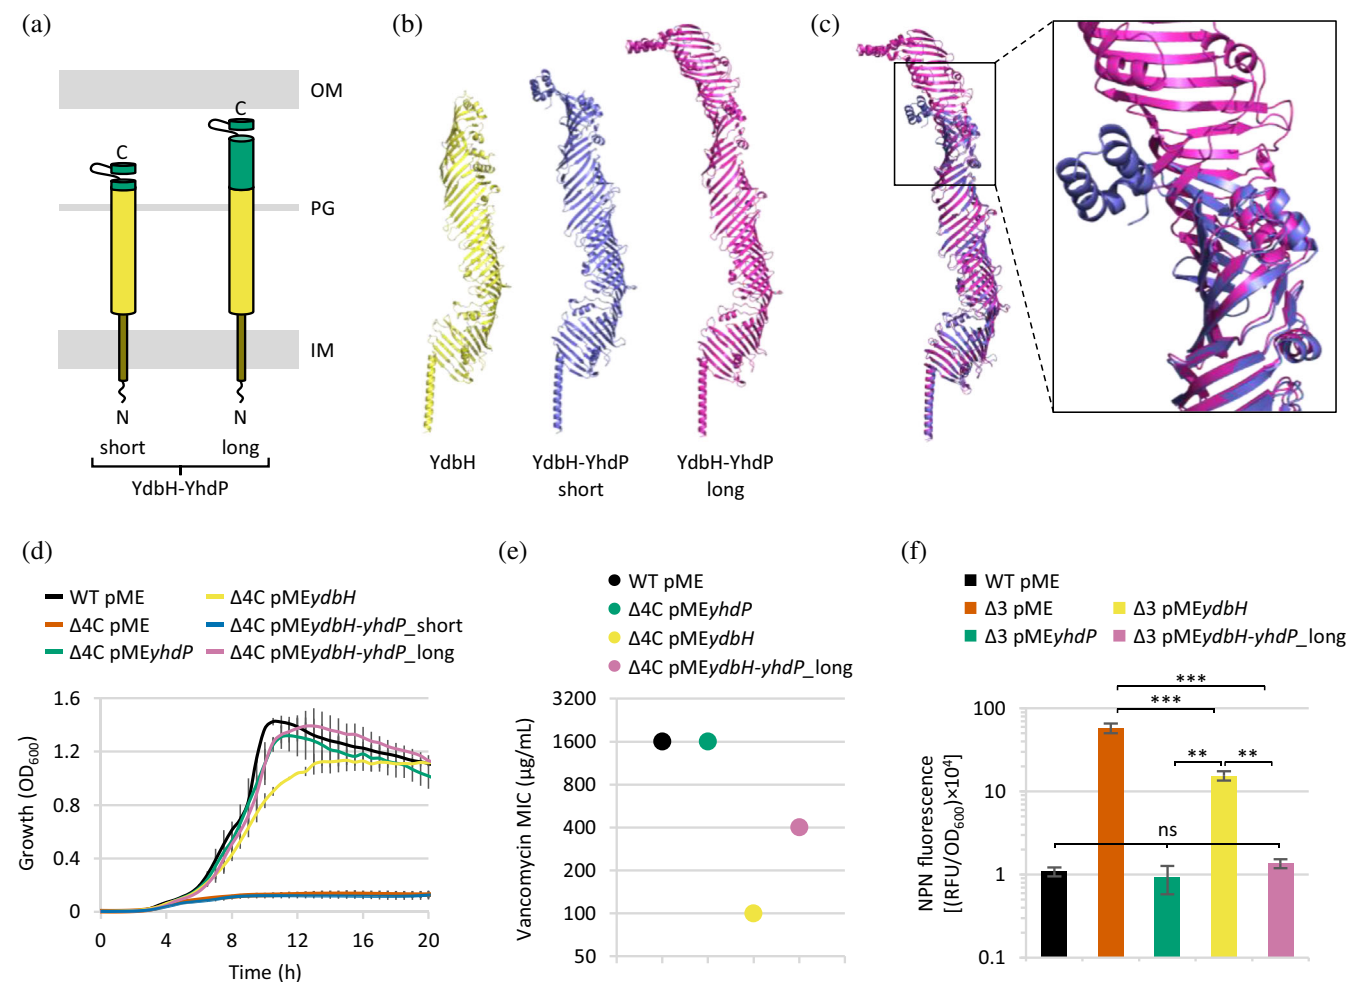 (a)
OM
C
C
PG
IM
N
N
short
long
YdbH-YhdP
(b)
YdbH
YdbH-YhdP
short
YdbH-YhdP
long
(c)
(d)
WT pME
Δ4C pME
Δ4C pMEyhdP
Δ4C pMEydbH
Δ4C pMEydbH-yhdP_short
Δ4C pMEydbH-yhdP_long
Growth (OD600)
1.6
1.2
0.8
0.4
0
0 4 8 12 16 20
Time (h)
(e)
WT pME
Δ4C pMEyhdP
Δ4C pMEydbH
Δ4C pMEydbH-yhdP_long
Vancomycin MIC (µg/mL)
3200
1600
800
400
200
100
50
(f)
WT pME
Δ3 pME
Δ3 pMEyhdP
Δ3 pMEydbH
Δ3 pMEydbH-yhdP_long
NPN fluorescence
[(RFU/OD600)×10⁴]
100
10
1
0.1
***
***
** **
ns